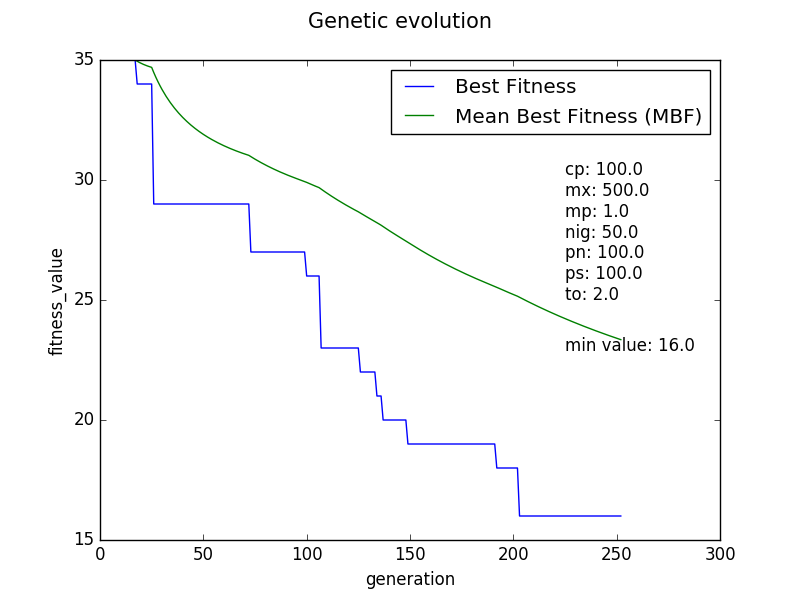 Genetic evolution
Best Fitness
Mean Best Fitness (MBF)
cp: 100.0
mx: 500.0
mp: 1.0
nig: 50.0
pn: 100.0
ps: 100.0
to: 2.0
min value: 16.0
fitness_value
35
30
25
20
15
0 50 100 150 200 250 300
generation